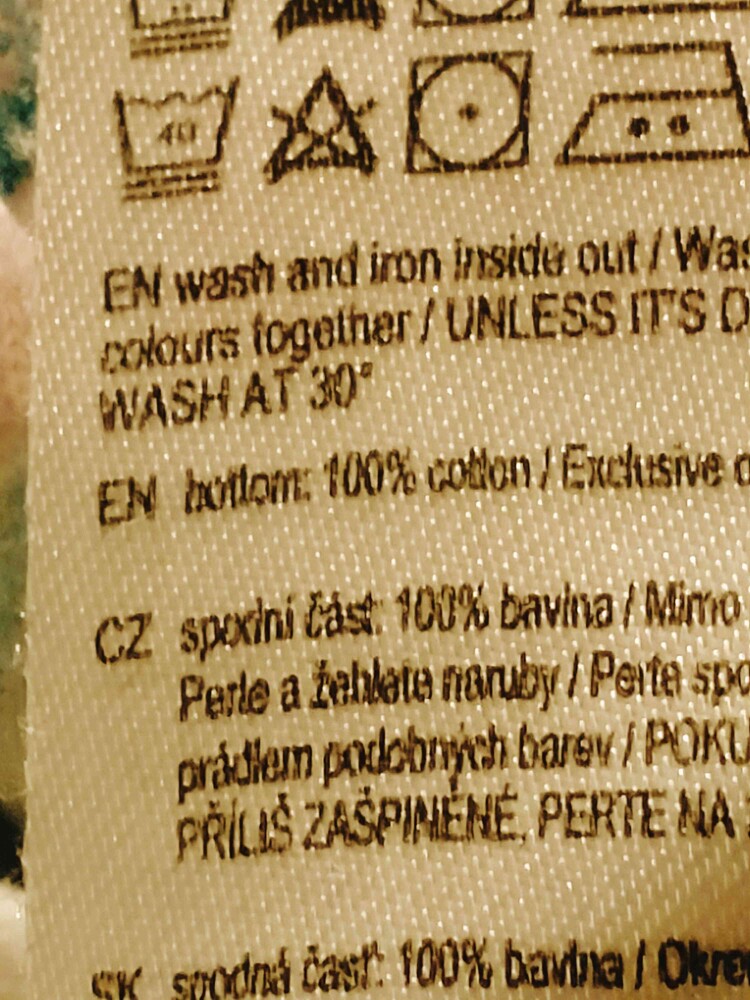 40
EN wash and iron inside out / Was
colours together / UNLESS IT'S D
WASH AT 30°
EN bottom: 100% cotton / Exclusive o
CZ spodní část: 100% bavlna / Mimo
Perte a žehlete naruby / Perte spo
prádlem podobných barev / POKU
PŘÍLIŠ ZAŠPINĚNÉ, PERTE NA
SK spodná časť: 100% bavlna / Okre